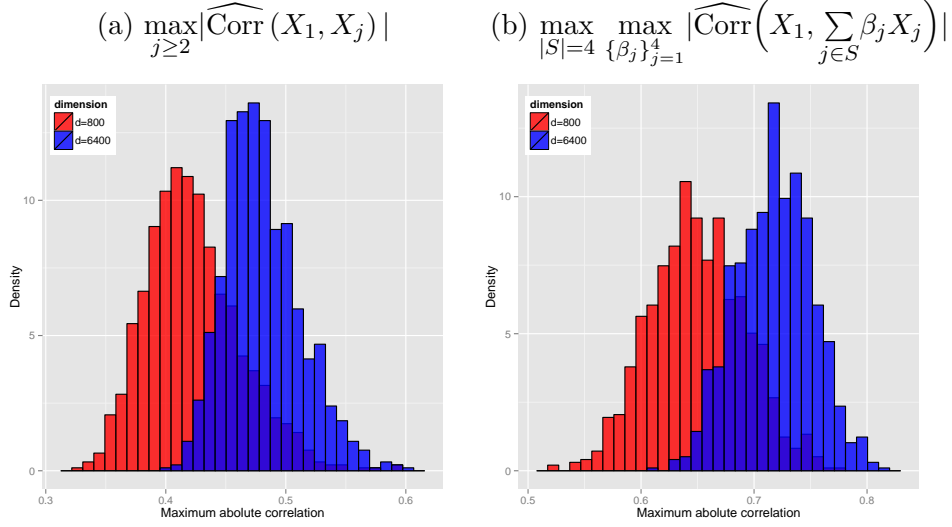 (a) max_{j≥2} |\widehat{Corr} (X_1, X_j) |
(b) max_{|S|=4} max_{\{β_j\}_{j=1}^4} |\widehat{Corr} (X_1, ∑_{j∈S} β_j X_j)|
dimension
d=800
d=6400
10
5
0
Density
0.3 0.4 0.5 0.6
Maximum abolute correlation
dimension
d=800
d=6400
10
5
0
Density
0.5 0.6 0.7 0.8
Maximum abolute correlation